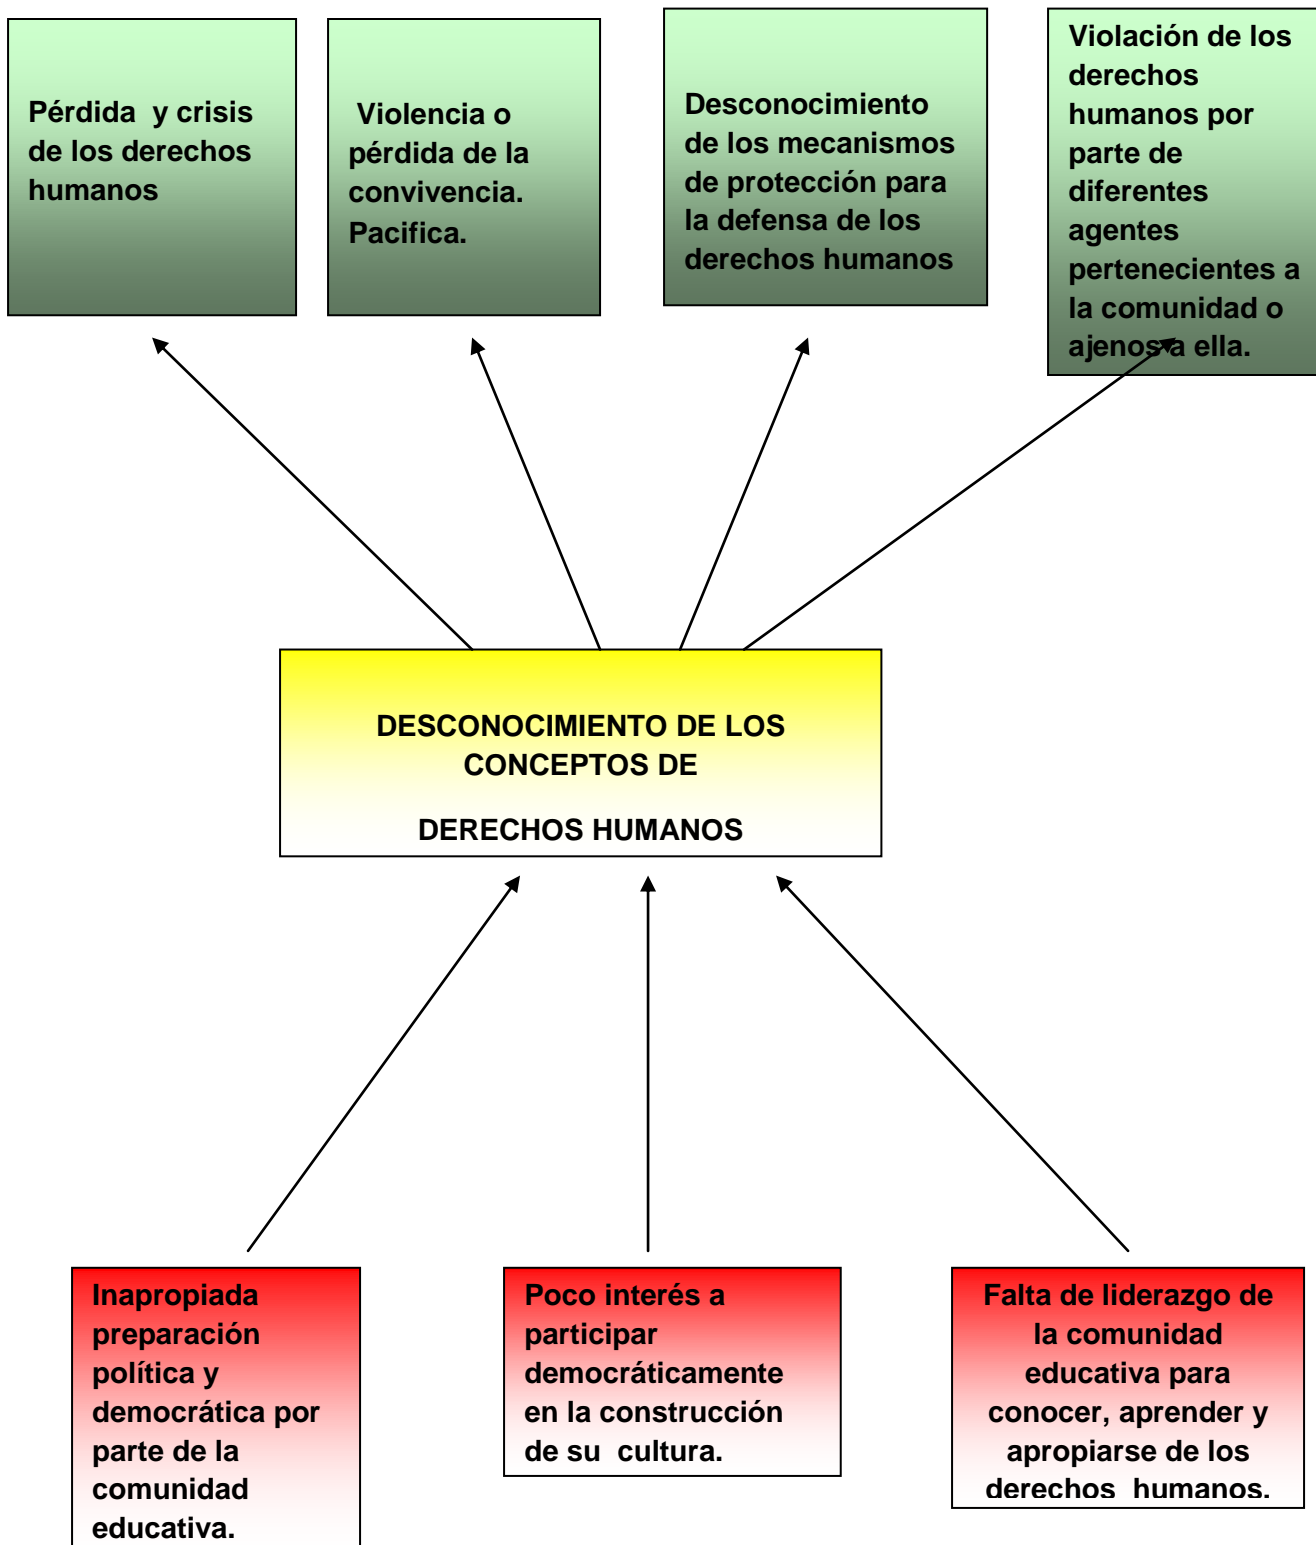 Pérdida y crisis
de los derechos
humanos
Violencia o
pérdida de la
convivencia.
Pacifica.
Desconocimiento
de los mecanismos
de protección para
la defensa de los
derechos humanos
Violación de los
derechos
humanos por
parte de
diferentes
agentes
pertenecientes a
la comunidad o
ajenos a ella.
DESCONOCIMIENTO DE LOS
CONCEPTOS DE
DERECHOS HUMANOS
Inapropiada
preparación
política y
democrática por
parte de la
comunidad
educativa.
Poco interés a
participar
democráticamente
en la construcción
de su cultura.
Falta de liderazgo de
la comunidad
educativa para
conocer, aprender y
apropiarse de los
derechos humanos.